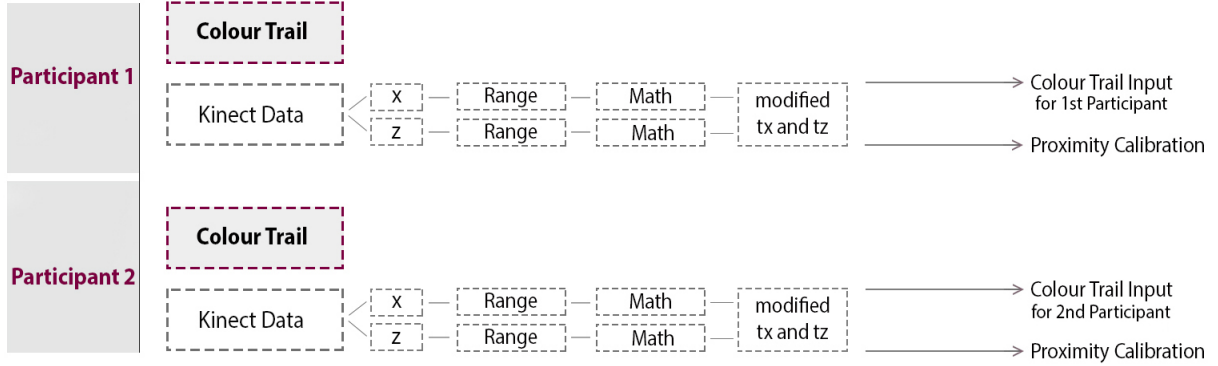 Participant 1
Colour Trail
Kinect Data
x
Range
Math
z
Range
Math
modified
tx and tz
Colour Trail Input
for 1st Participant
Proximity Calibration
Participant 2
Colour Trail
Kinect Data
x
Range
Math
z
Range
Math
modified
tx and tz
Colour Trail Input
for 2nd Participant
Proximity Calibration